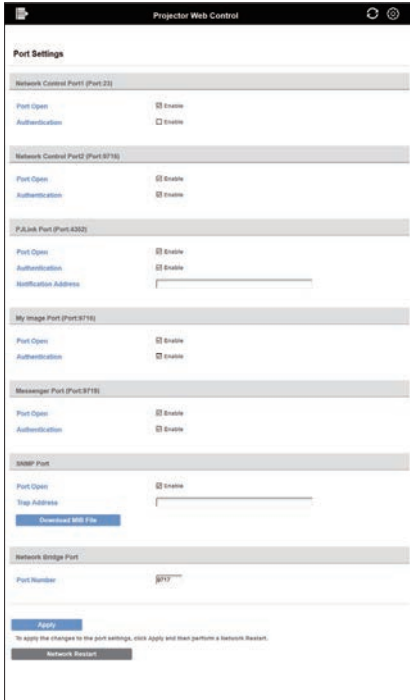 Projector Web Control
Port Settings
Network Control Port1 (Port:23)
Port Open Enable
Authentication Enable
Network Control Port2 (Port:9715)
Port Open Enable
Authentication Enable
PJLink Port (Port:4352)
Port Open Enable
Authentication Enable
Notification Address
My Image Port (Port:9716)
Port Open Enable
Authentication Enable
Messenger Port (Port:9719)
Port Open Enable
Authentication Enable
SNMP Port
Port Open Enable
Trap Address
Download MIB File
Network Bridge Port
Port Number 9717
Apply
To apply the changes to the port settings, click Apply and then perform a Network Restart.
Network Restart